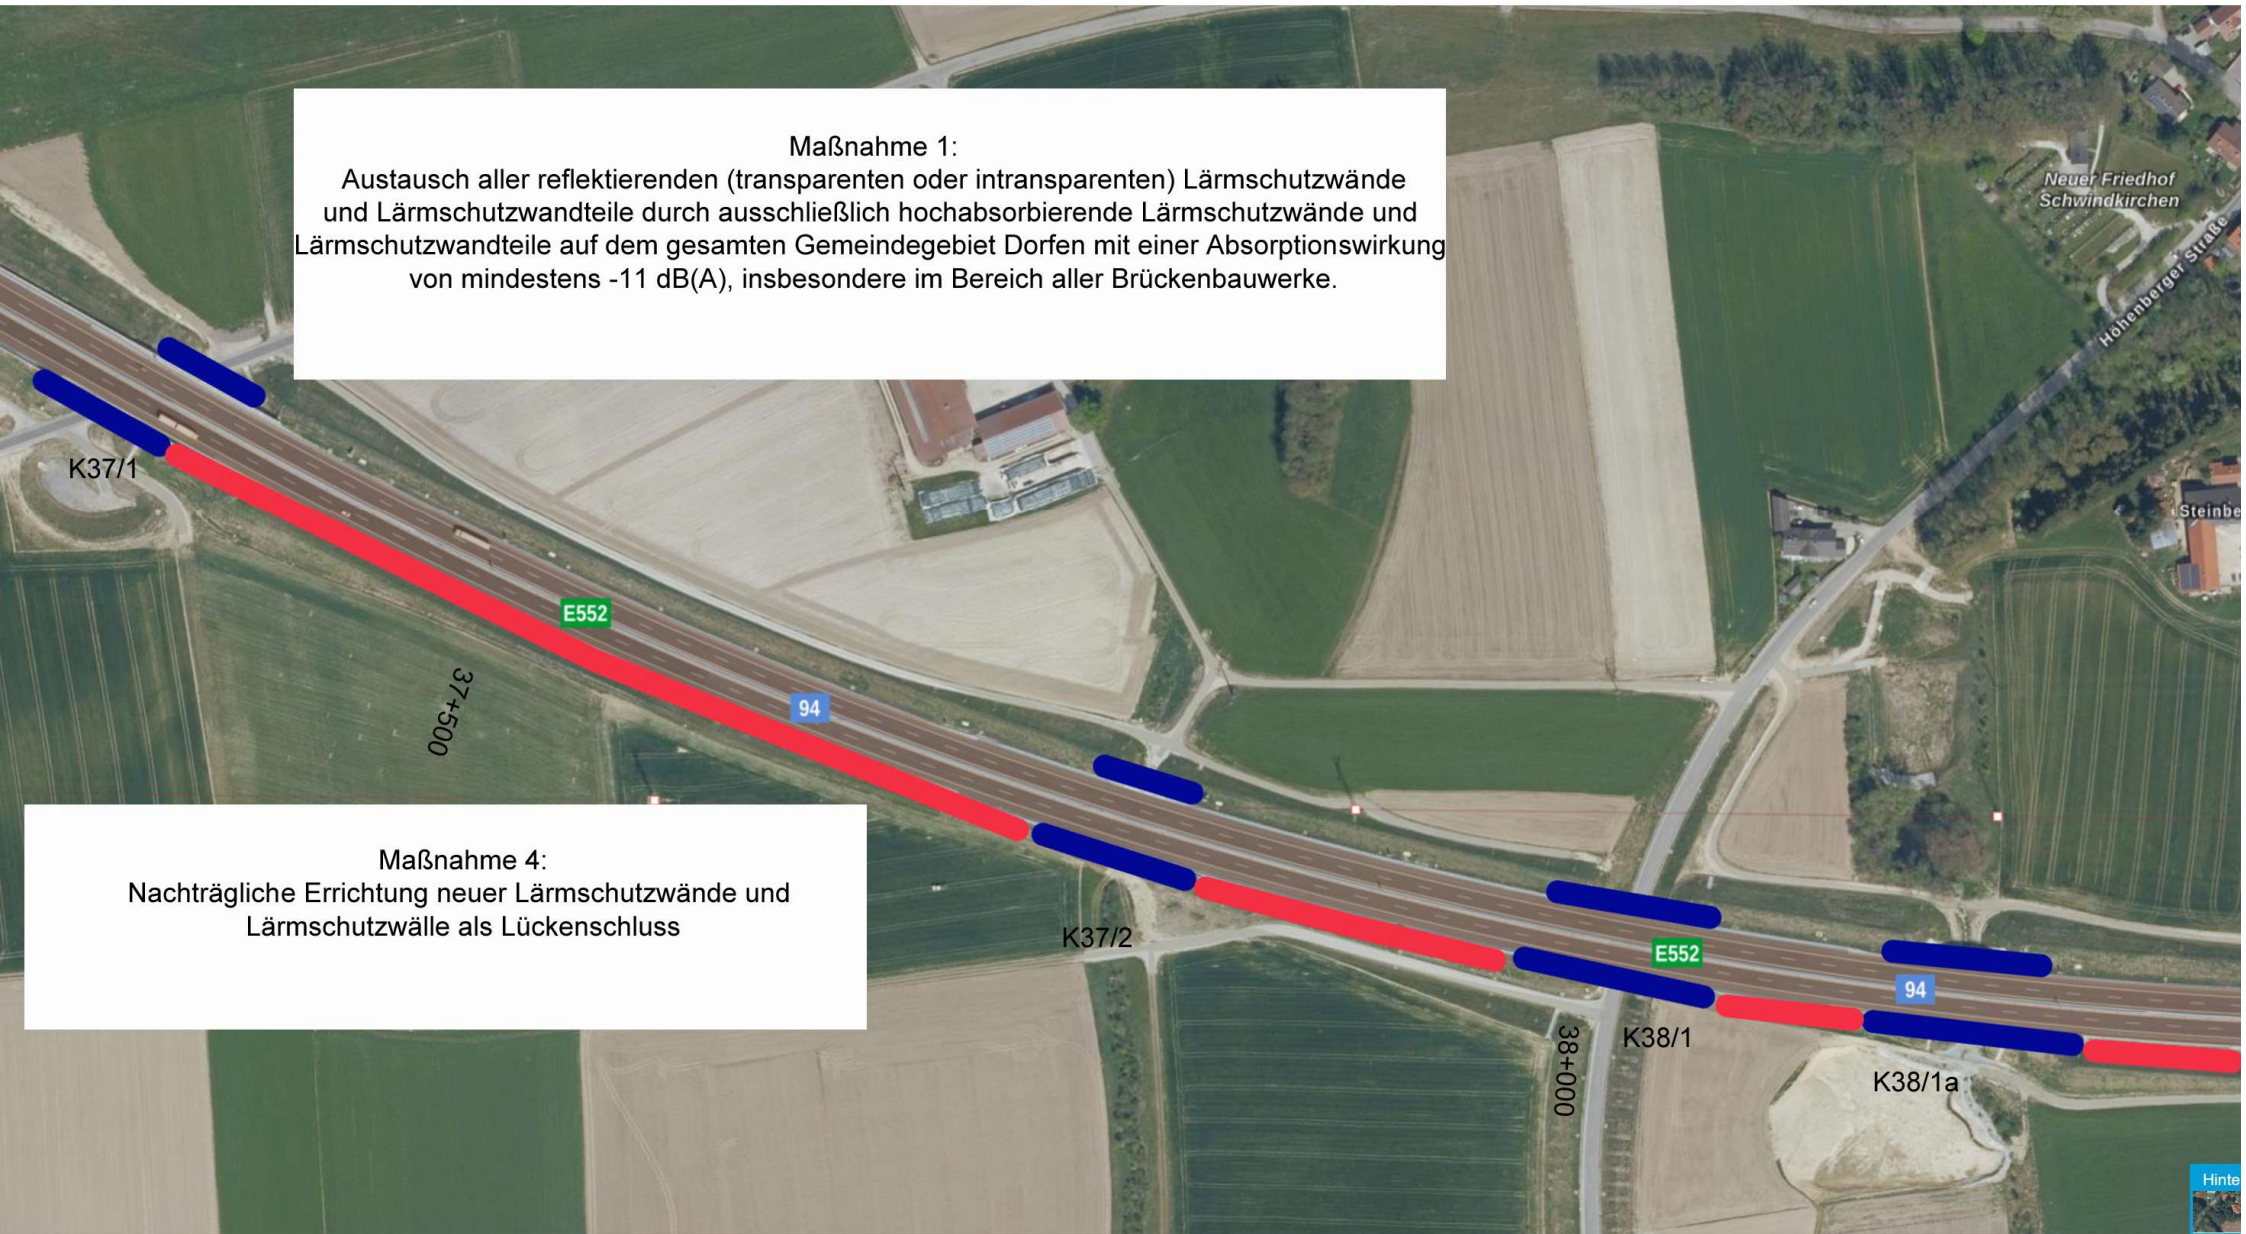 Maßnahme 1:
Austausch aller reflektierenden (transparenten oder intransparenten) Lärmschutzwände
und Lärmschutzwandteile durch ausschließlich hochabsorbierende Lärmschutzwände und
Lärmschutzwandteile auf dem gesamten Gemeindegebiet Dorfen mit einer Absorptionswirkung
von mindestens -11 dB(A), insbesondere im Bereich aller Brückenbauwerke.
Neuer Friedhof
Schwindkirchen
Höhenberger Straße
K37/1
Steinbe
E552
37+500
94
Maßnahme 4:
Nachträgliche Errichtung neuer Lärmschutzwände und
Lärmschutzwälle als Lückenschluss
K37/2
E552
94
K38/1
38+000
K38/1a
Hinte